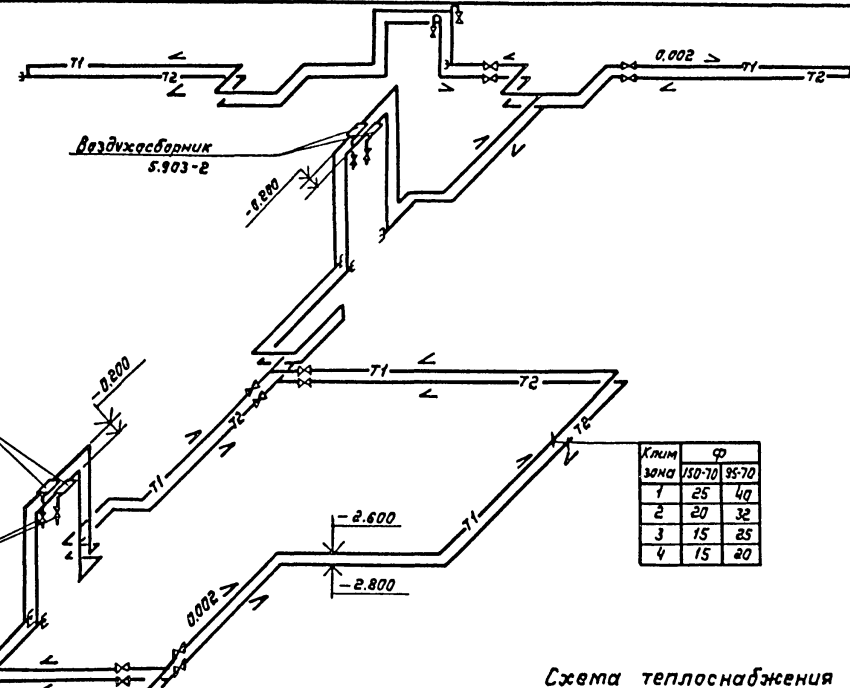 0.002
Т1 Т1
Т2 Т2
Воздухосборник
5.903-2
-0.200
-0.200
Т1
Т2
Т2
Т2
Т1
Т1
Клим зона ф
150-70 95-70
1 25 40
2 20 32
3 15 25
4 15 20
-2.600
-2.800
0.002
Схема теплоснабжения